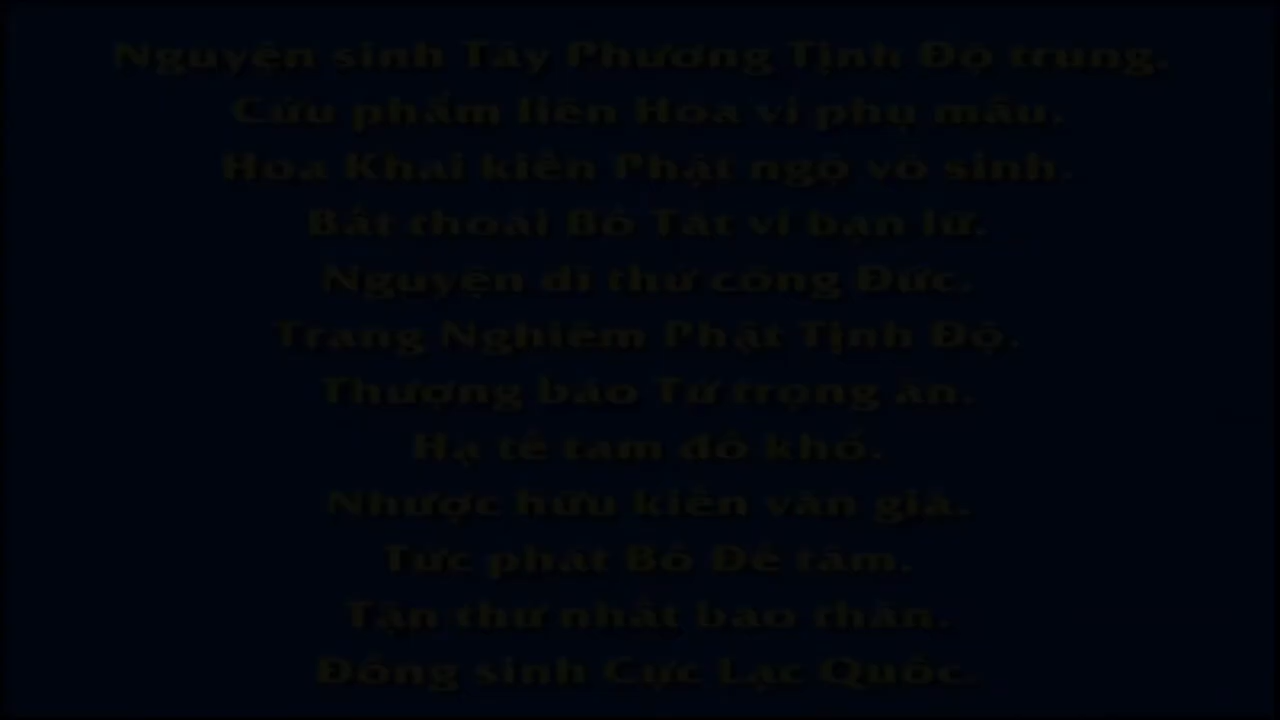 Nguyện sinh Tây Phương Tịnh Độ trung.
Cửu phẩm liên Hoa vi phụ mẫu.
Hoa Khai kiến Phật ngộ vô sinh.
Bất thoái Bồ Tát vi bạn lữ.
Nguyện dĩ thử công Đức.
Trang Nghiêm Phật Tịnh Độ.
Thượng báo Tứ trọng ân.
Hạ tế tam đồ khổ.
Nhược hữu kiến văn giả.
Tức phát Bồ Đề tâm.
Tận thử nhất báo thân.
Đồng sinh Cực Lạc Quốc.